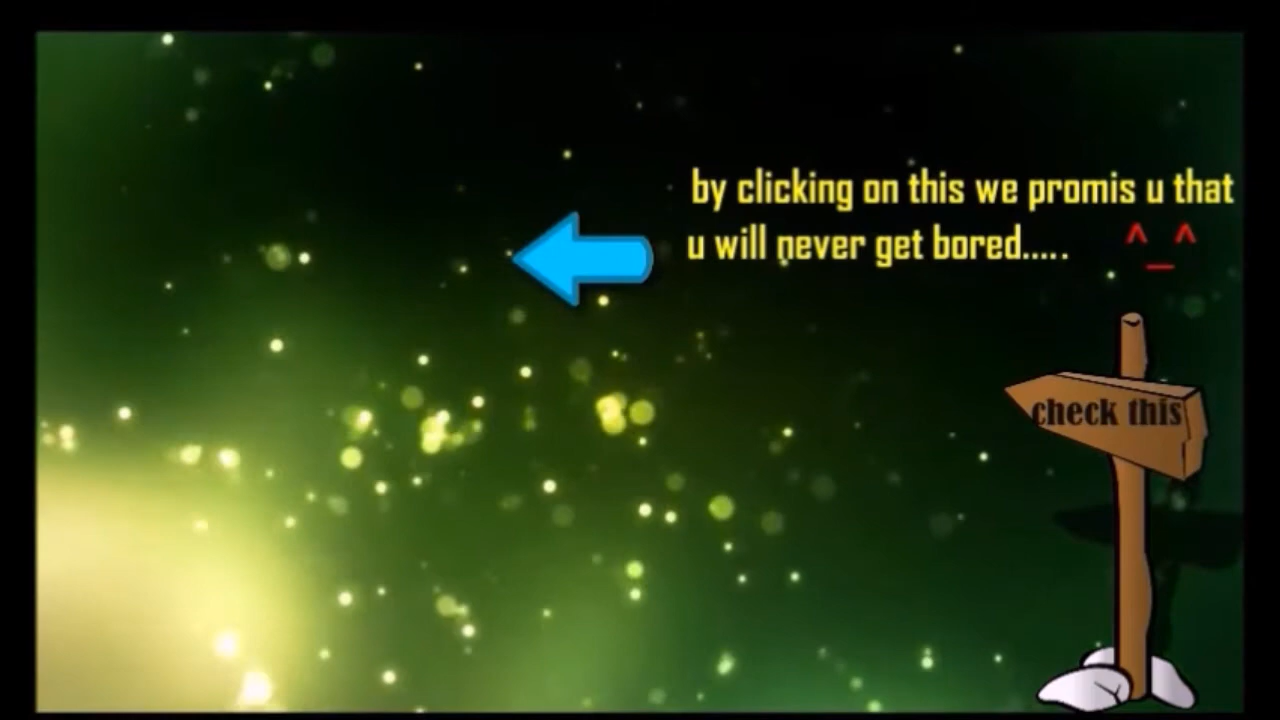 by clicking on this we promis u that
u will never get bored..... ^_^
check this